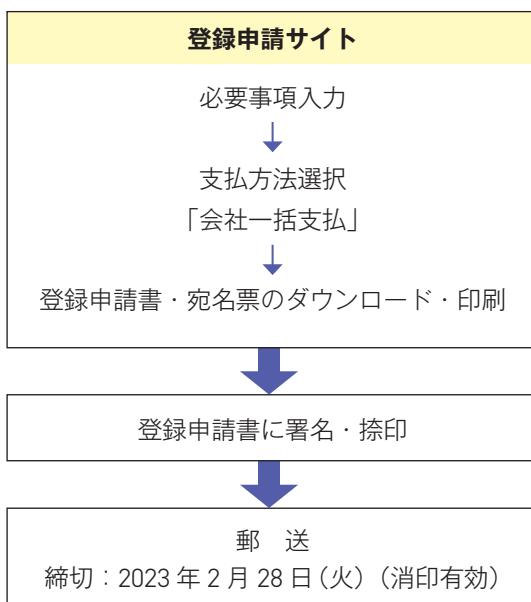 登録申請サイト
必要事項入力
支払方法選択
「会社一括支払」
登録申請書・宛名票のダウンロード・印刷
登録申請書に署名・捺印
郵　送
締切：2023 年 2 月 28 日（火）（消印有効）